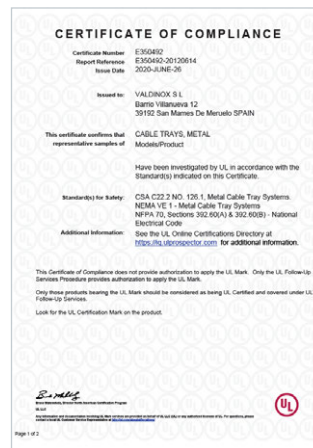 CERTIFICATE OF COMPLIANCE
Certificate Number E350492
Report Reference E350492-20120614
Issue Date 2020-JUNE-26
Issued to: VALDINOX S L
Barrio Villanueva 12
39192 San Mames De Meruelo SPAIN
This certificate confirms that CABLE TRAYS, METAL
representative samples of Models/Product
Have been investigated by UL in accordance with the
Standard(s) indicated on this Certificate.
Standard(s) for Safety: CSA C22.2 NO. 126.1, Metal Cable Tray Systems
NEMA VE 1 - Metal Cable Tray Systems
NFPA 70, Sections 392.60(A) & 392.60(B) - National
Electrical Code
Additional Information: See the UL Online Certifications Directory at
https://iq.ulprospector.com for additional information.
This Certificate of Compliance does not provide authorization to apply the UL Mark. Only the UL Follow-Up
Services Procedure provides authorization to apply the UL Mark.
Only those products bearing the UL Mark should be considered as being UL Certified and covered under UL
Follow-Up Services.
Look for the UL Certification Mark on the product.
UL
Page 1 of 2